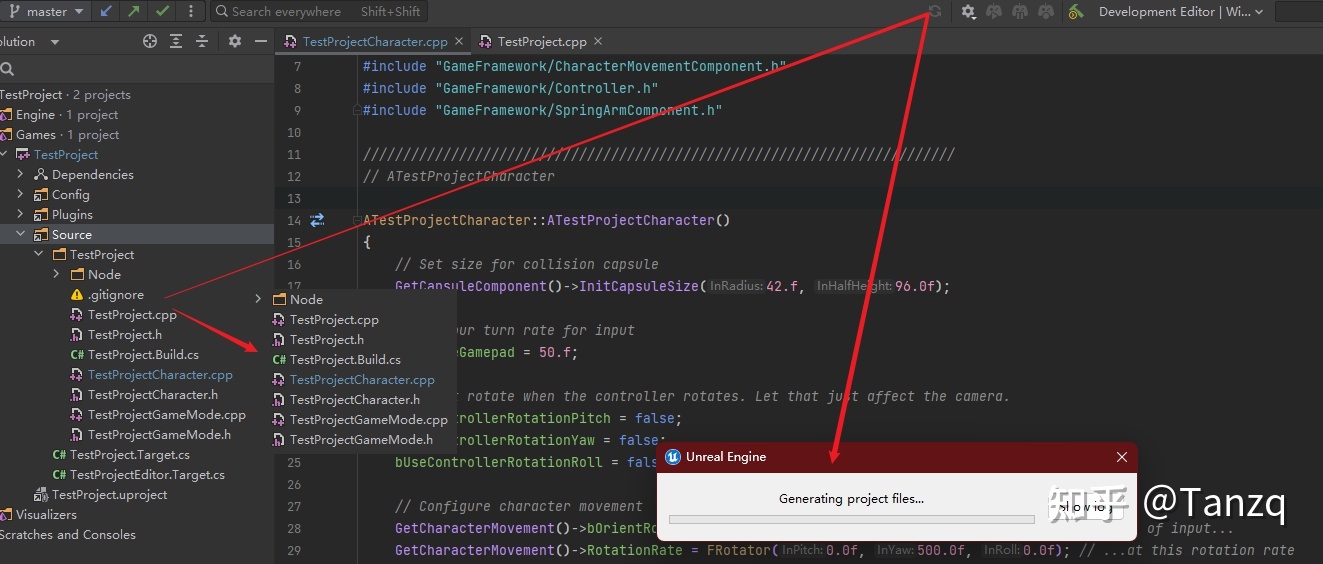 master
Search everywhere Shift+Shift
Development Editor | Wi...
olution
TestProjectCharacter.cpp
TestProject.cpp
TestProject · 2 projects
Engine · 1 project
Games · 1 project
TestProject
Dependencies
Config
Plugins
Source
TestProject
Node
.gitignore
TestProject.cpp
TestProject.h
C# TestProject.Build.cs
TestProjectCharacter.cpp
TestProjectCharacter.h
TestProjectGameMode.cpp
TestProjectGameMode.h
C# TestProject.Target.cs
C# TestProjectEditor.Target.cs
TestProject.uproject
Visualizers
Scratches and Consoles
Node
TestProject.cpp
TestProject.h
C# TestProject.Build.cs
TestProjectCharacter.cpp
TestProjectCharacter.h
TestProjectGameMode.cpp
TestProjectGameMode.h
7 #include "GameFramework/CharacterMovementComponent.h"
8 #include "GameFramework/Controller.h"
9 #include "GameFramework/SpringArmComponent.h"
10
11 //////////////////////////////////////////////////////////////////////////
12 // ATestProjectCharacter
13
14 ATestProjectCharacter::ATestProjectCharacter()
15 {
16 // Set size for collision capsule
17 GetCapsuleComponent()->InitCapsuleSize(InRadius: 42.f, InHalfHeight: 96.0f);
our turn rate for input
eGamepad = 50.f;
rotate when the controller rotates. Let that just affect the camera.
ntrollerRotationPitch = false;
ntrollerRotationYaw = false;
25 bUseControllerRotationRoll = fals
26
27 // Configure character movement
28 GetCharacterMovement()->bOrientRo
of input...
29 GetCharacterMovement()->RotationRate = FRotator(InPitch: 0.0f, InYaw: 500.0f, InRoll: 0.0f); // ...at this rotation rate
Unreal Engine
Generating project files...
Show log
知乎 @Tanzq